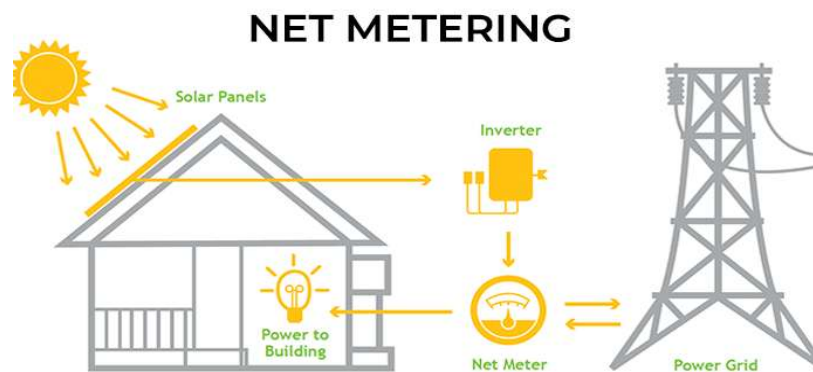 NET METERING
Solar Panels
Inverter
Power to
Building
Net Meter
Power Grid